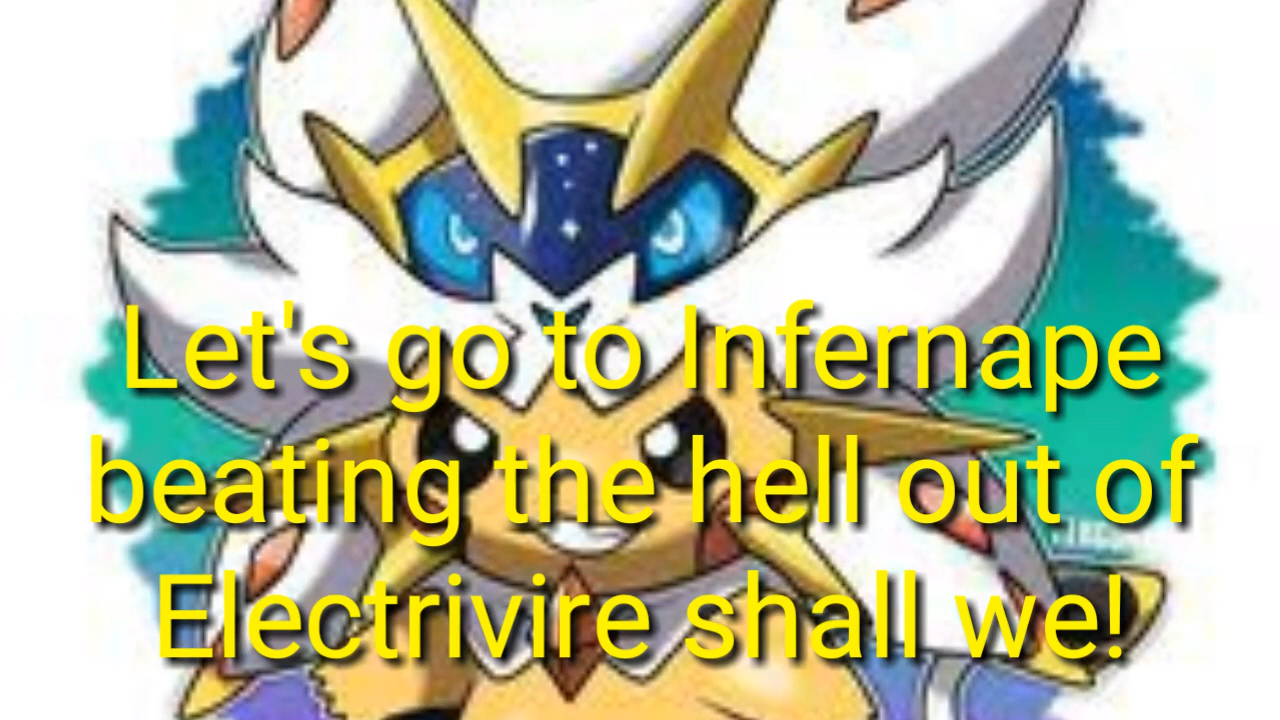 Let's go to Infernape
beating the hell out of
Electrivire shall we!